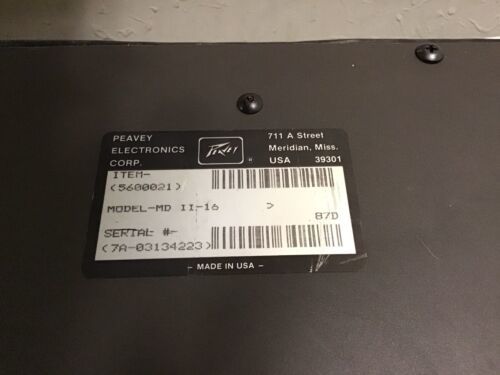 PEAVEY
ELECTRONICS
CORP.
PEAVEY
®
711 A Street
Meridian, Miss.
USA 39301
ITEM-
(5600021)
MODEL-MD II-16 >
87D
SERIAL #-
(7A-03134223)
- MADE IN USA -